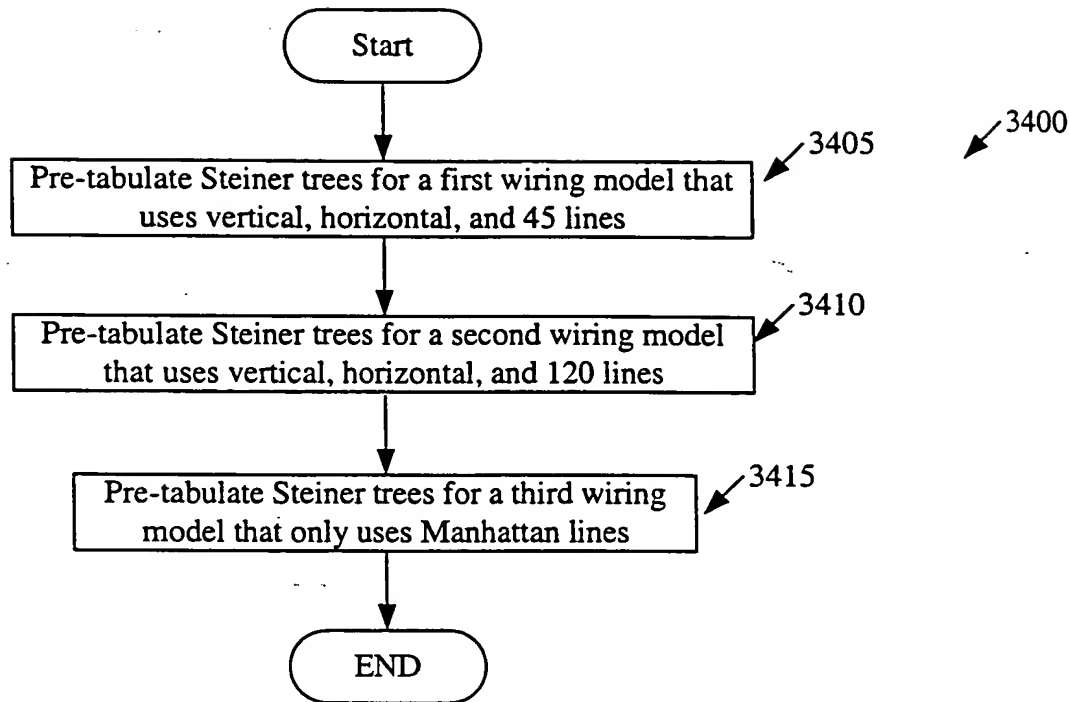 Start
3400
3405
Pre-tabulate Steiner trees for a first wiring model that
uses vertical, horizontal, and 45 lines
3410
Pre-tabulate Steiner trees for a second wiring model
that uses vertical, horizontal, and 120 lines
3415
Pre-tabulate Steiner trees for a third wiring
model that only uses Manhattan lines
END